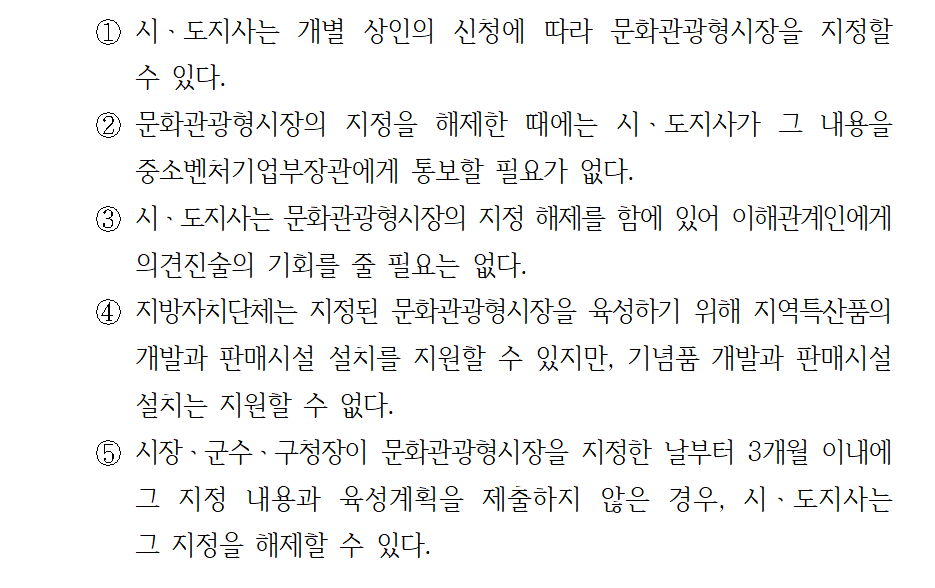 ① 시ㆍ도지사는 개별 상인의 신청에 따라 문화관광형시장을 지정할
수 있다.
② 문화관광형시장의 지정을 해제한 때에는 시ㆍ도지사가 그 내용을
중소벤처기업부장관에게 통보할 필요가 없다.
③ 시ㆍ도지사는 문화관광형시장의 지정 해제를 함에 있어 이해관계인에게
의견진술의 기회를 줄 필요는 없다.
④ 지방자치단체는 지정된 문화관광형시장을 육성하기 위해 지역특산품의
개발과 판매시설 설치를 지원할 수 있지만, 기념품 개발과 판매시설
설치는 지원할 수 없다.
⑤ 시장ㆍ군수ㆍ구청장이 문화관광형시장을 지정한 날부터 3개월 이내에
그 지정 내용과 육성계획을 제출하지 않은 경우, 시ㆍ도지사는
그 지정을 해제할 수 있다.